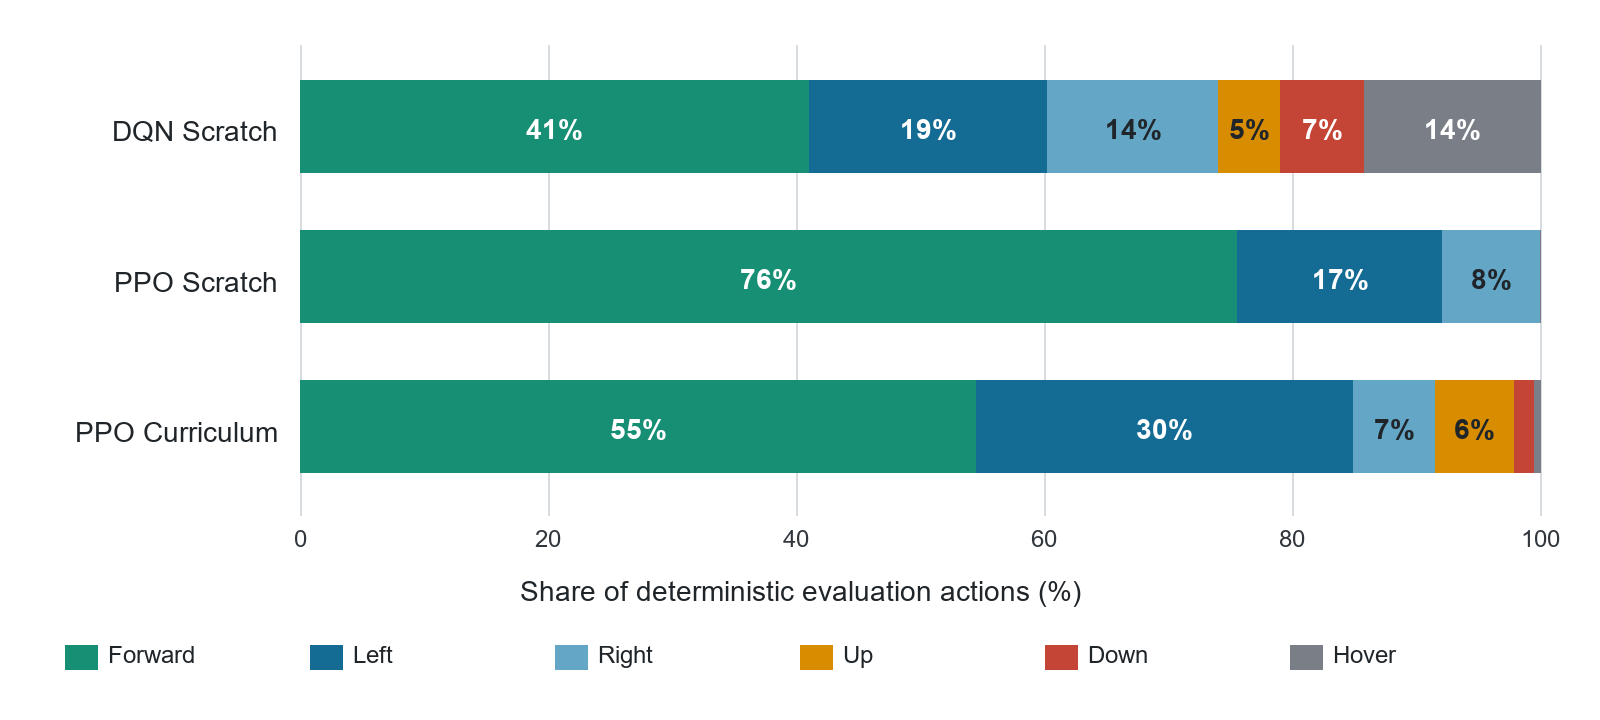 DQN Scratch 41% 19% 14% 5% 7% 14%
PPO Scratch 76% 17% 8%
PPO Curriculum 55% 30% 7% 6%
0 20 40 60 80 100
Share of deterministic evaluation actions (%)
Forward Left Right Up Down Hover